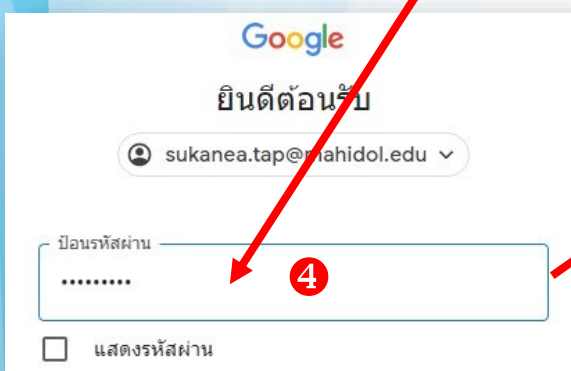 Google
ยินดีต้อนรับ
sukanea.tap@mahidol.edu
ป้อนรหัสผ่าน
•••••••••
4
แสดงรหัสผ่าน